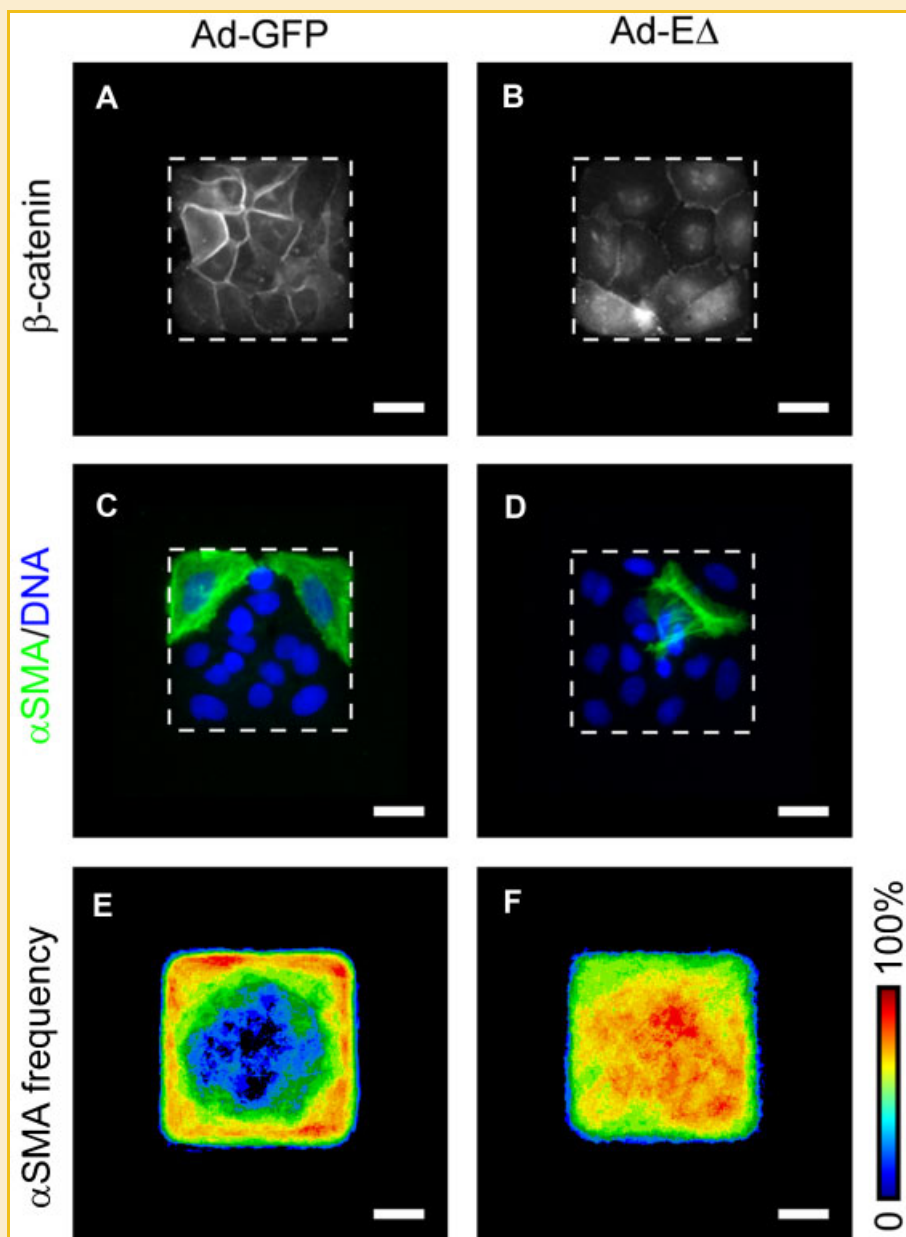 Ad-GFP Ad-EΔ
β-catenin
A B
αSMA/DNA
C D
αSMA frequency
E F
100%
0